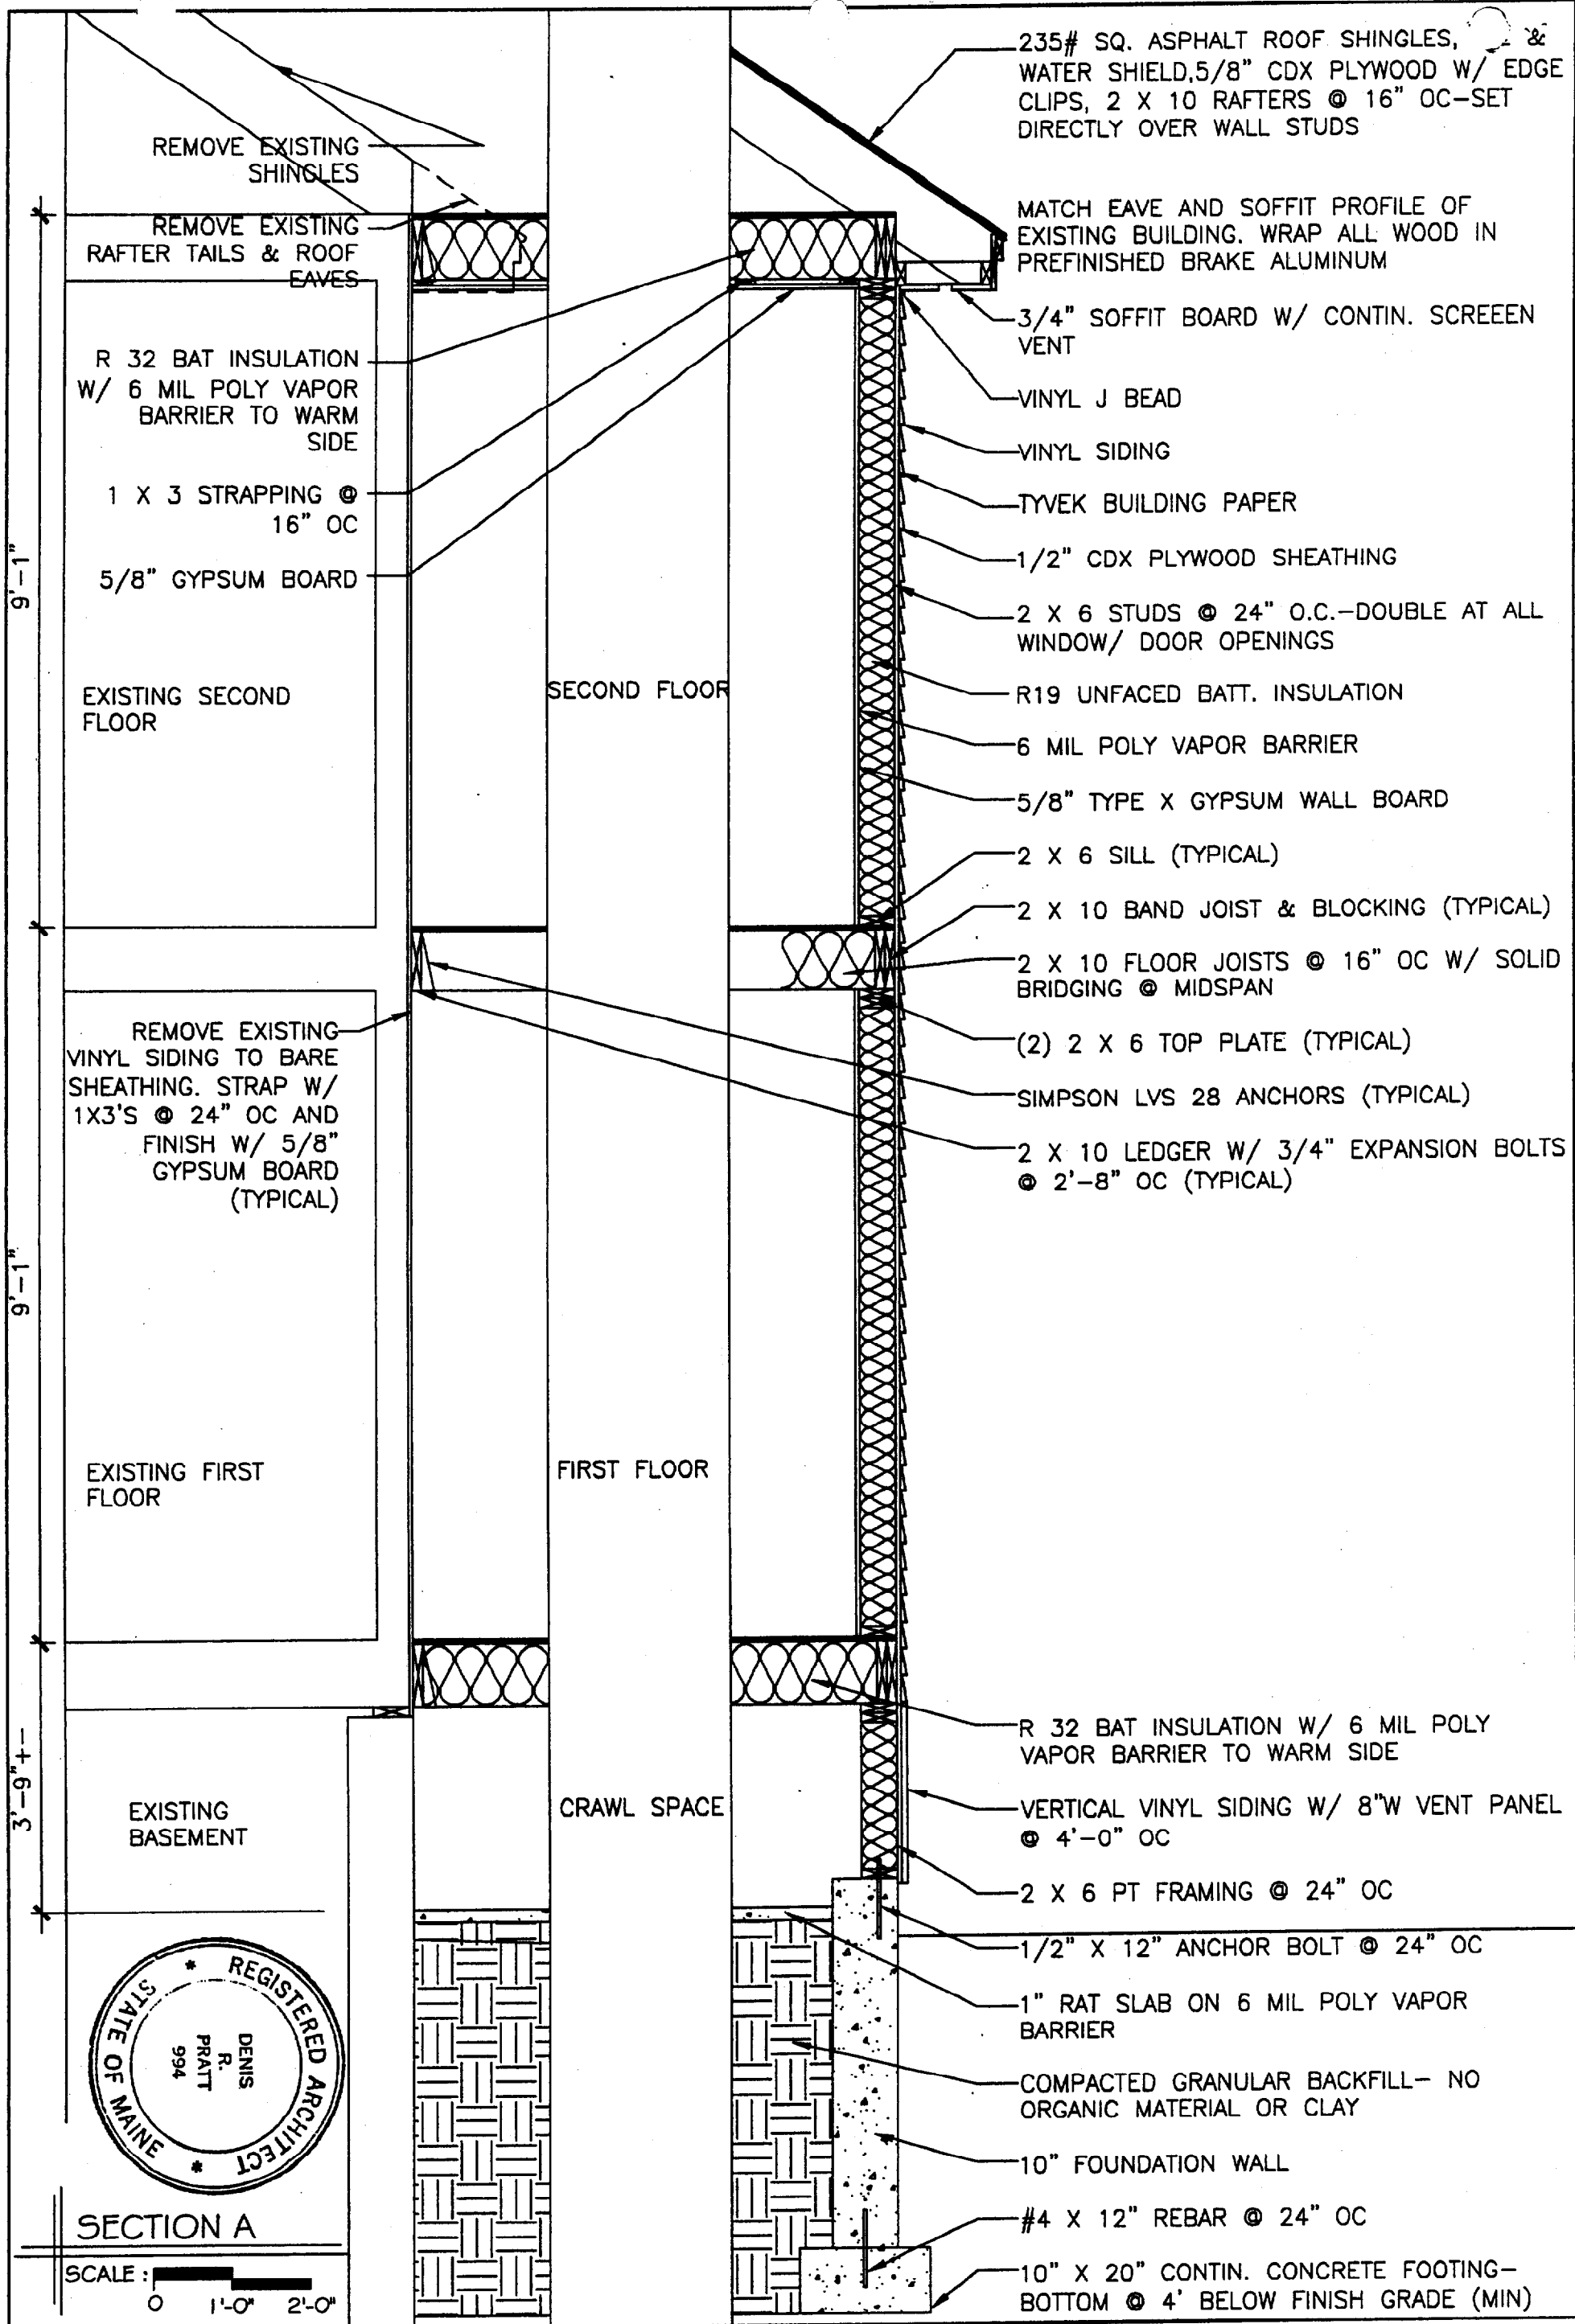 235# SQ. ASPHALT ROOF SHINGLES, &
WATER SHIELD,5/8" CDX PLYWOOD W/ EDGE
CLIPS, 2 X 10 RAFTERS @ 16" OC-SET
DIRECTLY OVER WALL STUDS
REMOVE EXISTING
SHINGLES
REMOVE EXISTING
RAFTER TAILS & ROOF
EAVES
MATCH EAVE AND SOFFIT PROFILE OF
EXISTING BUILDING. WRAP ALL WOOD IN
PREFINISHED BRAKE ALUMINUM
3/4" SOFFIT BOARD W/ CONTIN. SCREEEN
VENT
R 32 BAT INSULATION
W/ 6 MIL POLY VAPOR
BARRIER TO WARM
SIDE
1 X 3 STRAPPING @
16" OC
5/8" GYPSUM BOARD
VINYL J BEAD
VINYL SIDING
TYVEK BUILDING PAPER
1/2" CDX PLYWOOD SHEATHING
2 X 6 STUDS @ 24" O.C.-DOUBLE AT ALL
WINDOW/ DOOR OPENINGS
9'-1"
EXISTING SECOND
FLOOR
SECOND FLOOR
R19 UNFACED BATT. INSULATION
6 MIL POLY VAPOR BARRIER
5/8" TYPE X GYPSUM WALL BOARD
2 X 6 SILL (TYPICAL)
2 X 10 BAND JOIST & BLOCKING (TYPICAL)
2 X 10 FLOOR JOISTS @ 16" OC W/ SOLID
BRIDGING @ MIDSPAN
(2) 2 X 6 TOP PLATE (TYPICAL)
SIMPSON LVS 28 ANCHORS (TYPICAL)
2 X 10 LEDGER W/ 3/4" EXPANSION BOLTS
@ 2'-8" OC (TYPICAL)
REMOVE EXISTING
VINYL SIDING TO BARE
SHEATHING. STRAP W/
1X3'S @ 24" OC AND
FINISH W/ 5/8"
GYPSUM BOARD
(TYPICAL)
9'-1"
EXISTING FIRST
FLOOR
FIRST FLOOR
R 32 BAT INSULATION W/ 6 MIL POLY
VAPOR BARRIER TO WARM SIDE
3'-9"+-
EXISTING
BASEMENT
CRAWL SPACE
VERTICAL VINYL SIDING W/ 8"W VENT PANEL
@ 4'-0" OC
2 X 6 PT FRAMING @ 24" OC
1/2" X 12" ANCHOR BOLT @ 24" OC
1" RAT SLAB ON 6 MIL POLY VAPOR
BARRIER
COMPACTED GRANULAR BACKFILL- NO
ORGANIC MATERIAL OR CLAY
10" FOUNDATION WALL
#4 X 12" REBAR @ 24" OC
10" X 20" CONTIN. CONCRETE FOOTING-
BOTTOM @ 4' BELOW FINISH GRADE (MIN)
* REGISTERED ARCHITECT *
STATE OF MAINE
DENIS
R.
PRATT
994
SECTION A
SCALE :
0 1'-0" 2'-0"